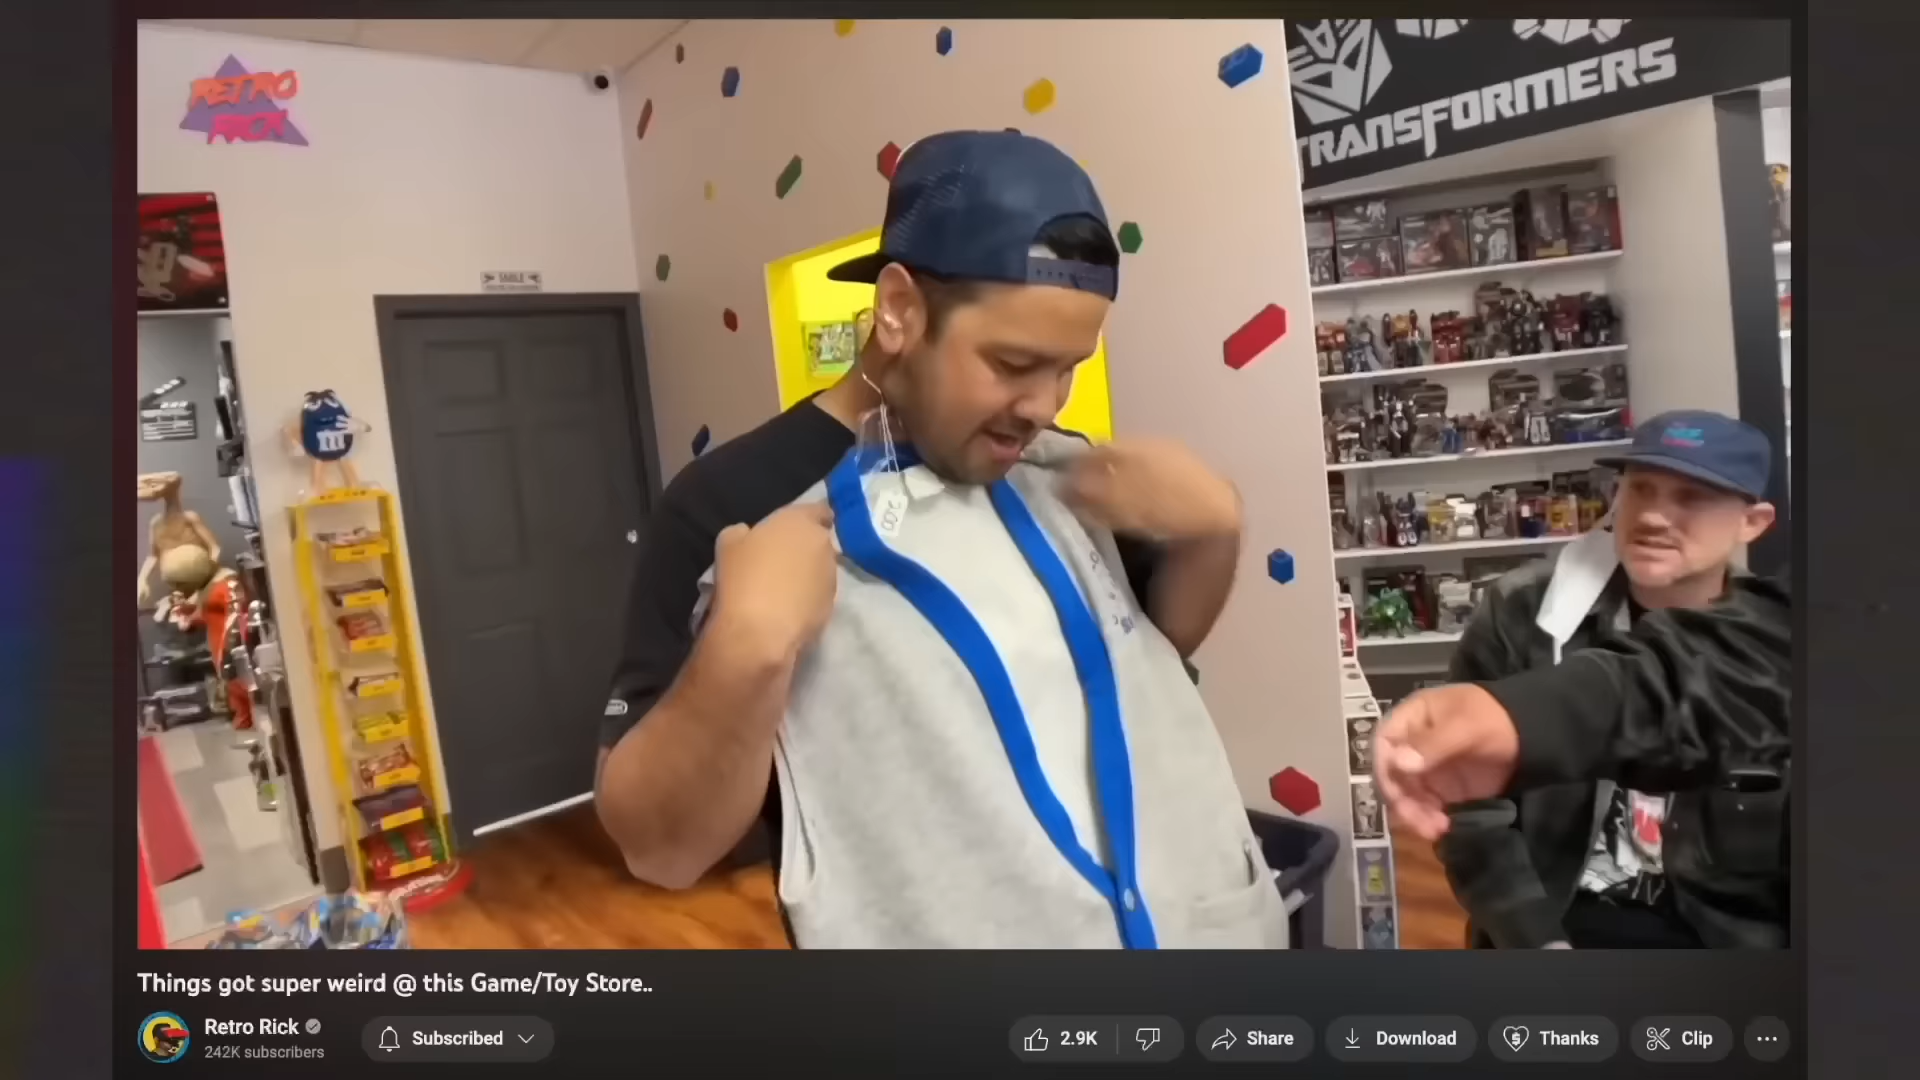 RETRO
RICK
TRANSFORMERS
Things got super weird @ this Game/Toy Store..
Retro Rick
242K subscribers
Subscribed
2.9K
Share
Download
Thanks
Clip